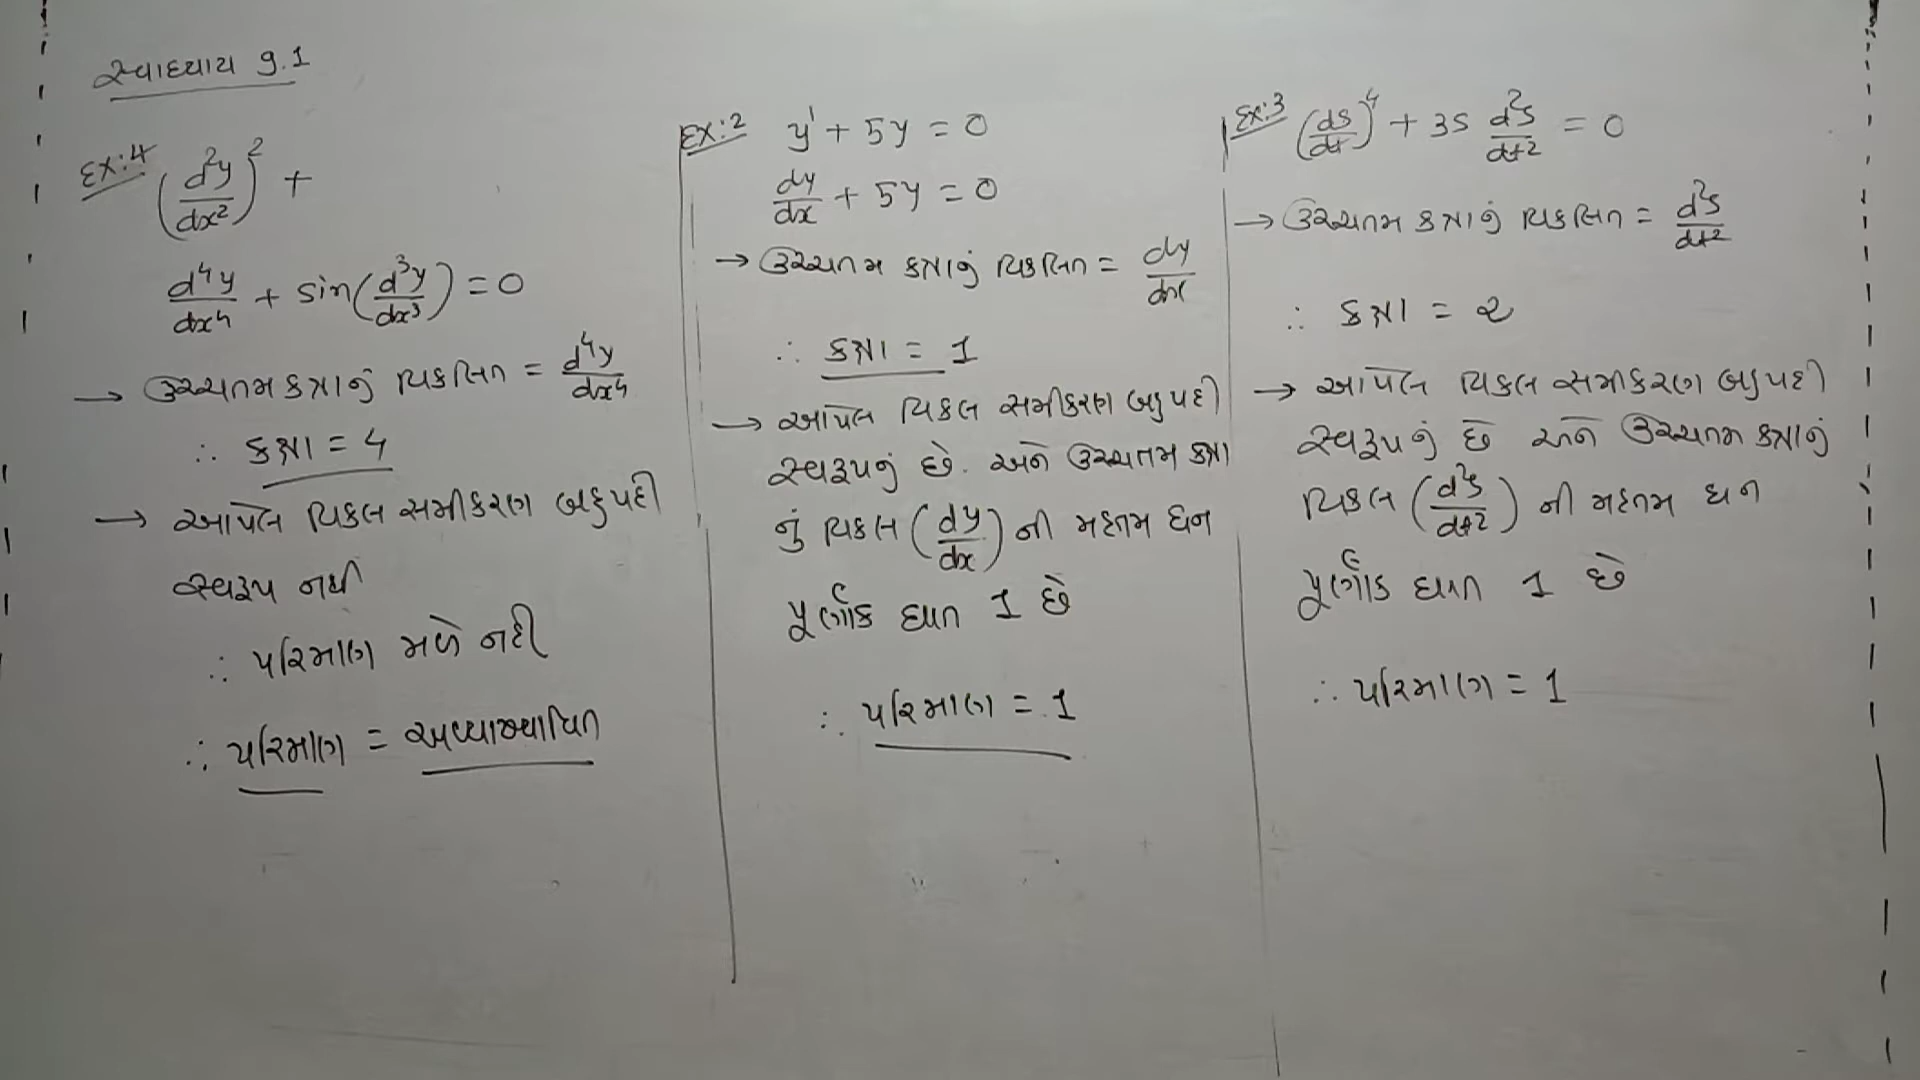 સ્વાધ્યાય 9.1
Ex:4 (d²y/dx²)² +
d⁴y/dx⁴ + sin(d³y/dx³) = 0
→ ઉચ્ચતમ કક્ષાનું વિકલિત = d⁴y/dx⁴
∴ કક્ષા = 4
→ આપેલ વિકલ સમીકરણ બહુપદી
સ્વરૂપ નથી
∴ પરિમાણ મળે નહી
∴ પરિમાણ = અવ્યાખ્યાયિત
Ex:2 y' + 5y = 0
dy/dx + 5y = 0
→ ઉચ્ચતમ કક્ષાનું વિકલિત = dy/dx
∴ કક્ષા = 1
→ આપેલ વિકલ સમીકરણ બહુપદી
સ્વરૂપનું છે. અને ઉચ્ચતમ કક્ષા
નું વિકલ (dy/dx) ની મહતમ ધન
પૂર્ણાંક ઘાત 1 છે
∴ પરિમાણ = 1
Ex:3 (ds/dt)⁴ + 3s d²s/dt² = 0
→ ઉચ્ચતમ કક્ષાનું વિકલિત = d²s/dt²
∴ કક્ષા = ૨
→ આપેલ વિકલ સમીકરણ બહુપદી
સ્વરૂપનું છે અને ઉચ્ચતમ કક્ષાનું
વિકલ (d²s/dt²) ની મહતમ ધન
પૂર્ણાંક ઘાત 1 છે
∴ પરિમાણ = 1